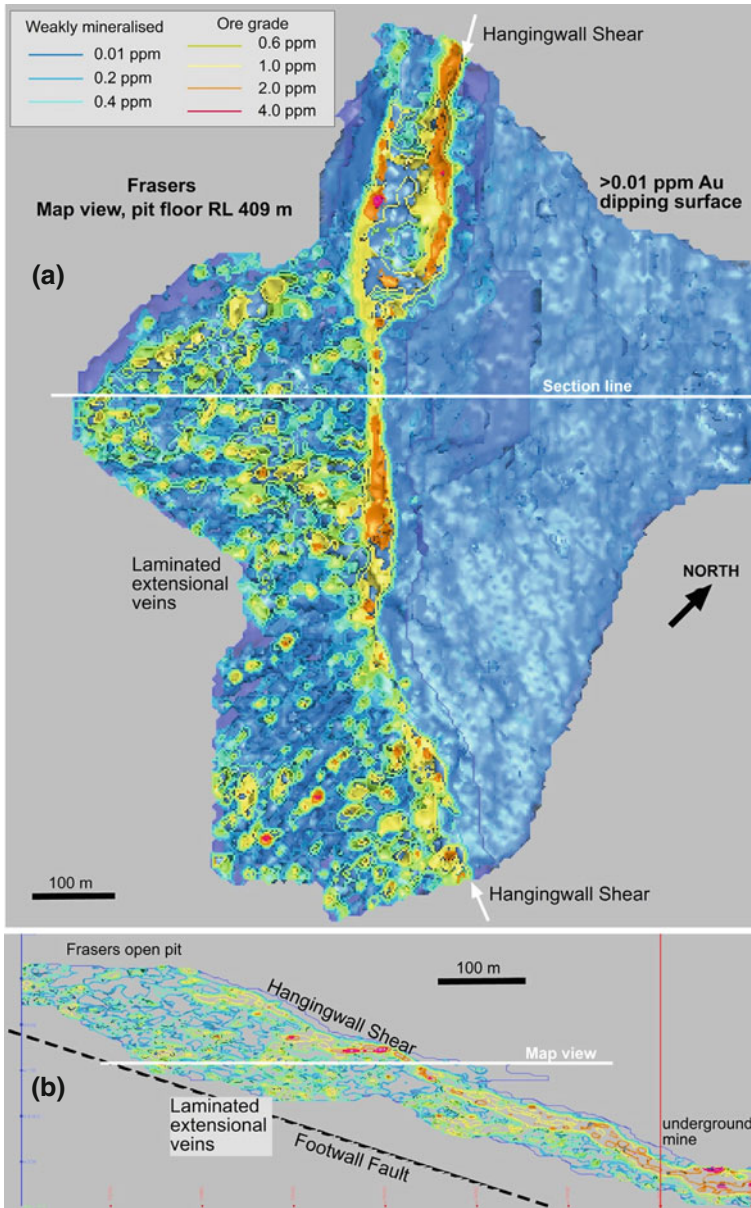 Weakly mineralised
Ore grade
0.01 ppm
0.2 ppm
0.4 ppm
0.6 ppm
1.0 ppm
2.0 ppm
4.0 ppm
Hangingwall Shear
Frasers
Map view, pit floor RL 409 m
>0.01 ppm Au
dipping surface
(a)
Section line
Laminated
extensional
veins
NORTH
100 m
Hangingwall Shear
Frasers open pit
100 m
Hangingwall Shear
Map view
(b)
Laminated
extensional
veins
Footwall Fault
underground
mine